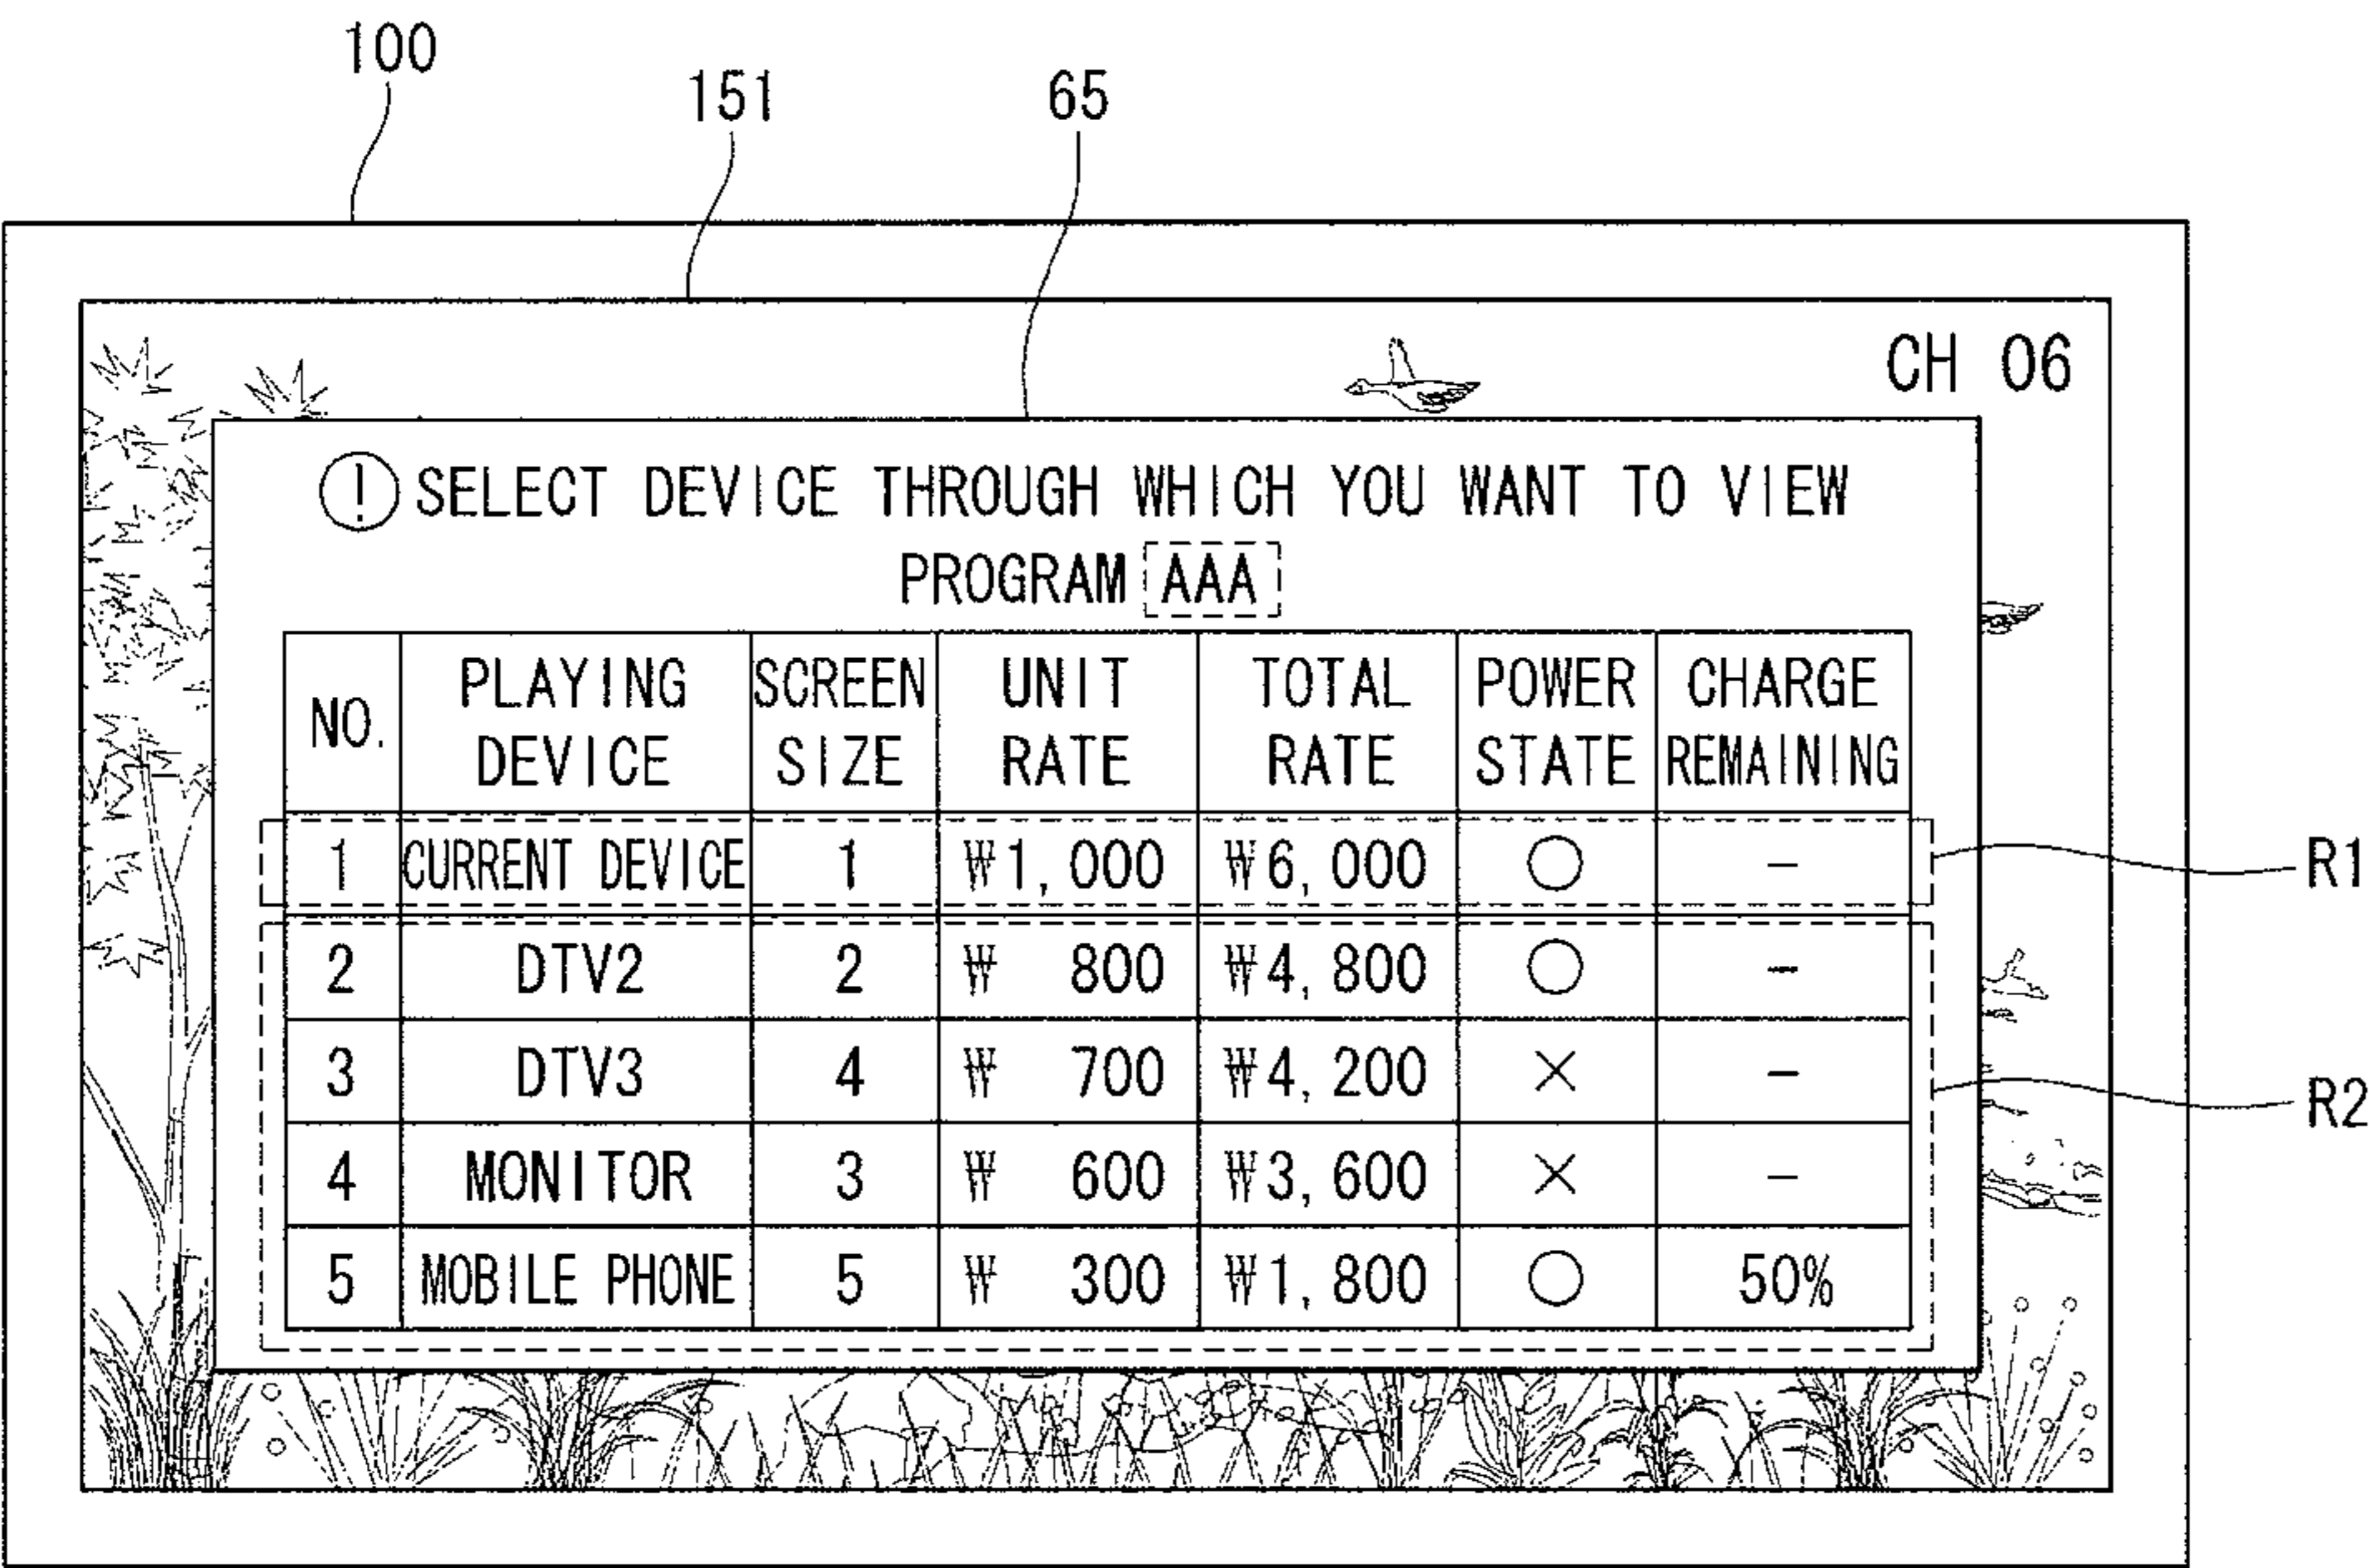 100
151
65
CH 06
! SELECT DEVICE THROUGH WHICH YOU WANT TO VIEW
PROGRAM AAA
NO. PLAYING DEVICE SCREEN SIZE UNIT RATE TOTAL RATE POWER STATE CHARGE REMAINING
1 CURRENT DEVICE 1 ₩1,000 ₩6,000 ○ -
R1
2 DTV2 2 ₩ 800 ₩4,800 ○ -
3 DTV3 4 ₩ 700 ₩4,200 × -
R2
4 MONITOR 3 ₩ 600 ₩3,600 × -
5 MOBILE PHONE 5 ₩ 300 ₩1,800 ○ 50%